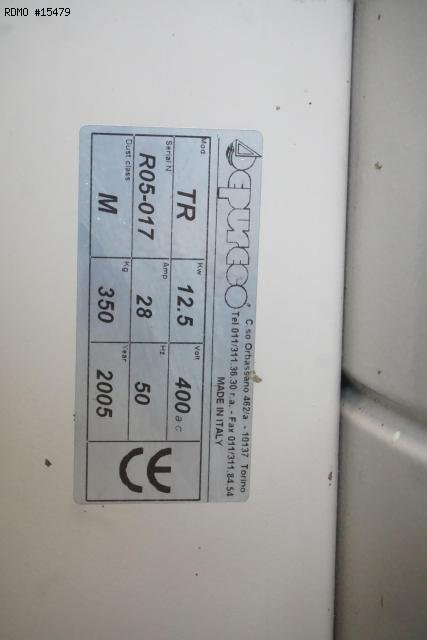 RDMO #15479
Depureco®
C.so Orbassano 462/a - 10137 Torino
Tel 011/311.36.30 r.a. - Fax 011/311.84.54
MADE IN ITALY
Mod. TR Kw 12.5 Volt 400 a c
Serial N R05-017 Amp 28 Hz 50
Dust class M Kg 350 Year 2005
CE